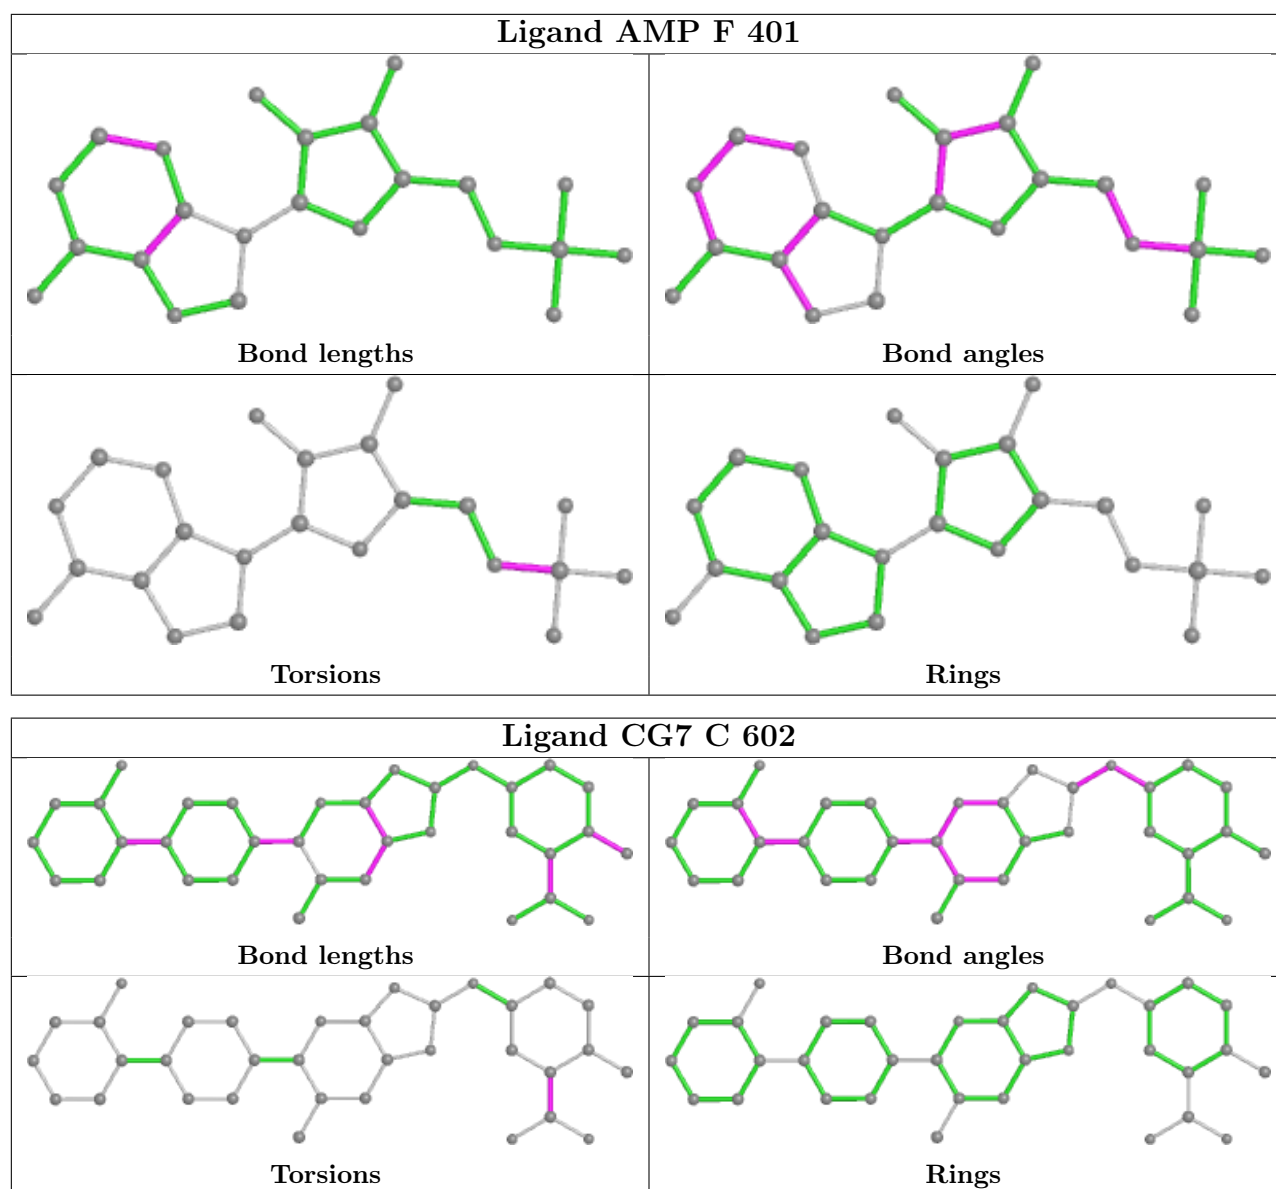 Ligand AMP F 401
Bond lengths
Bond angles
Torsions
Rings
Ligand CG7 C 602
Bond lengths
Bond angles
Torsions
Rings